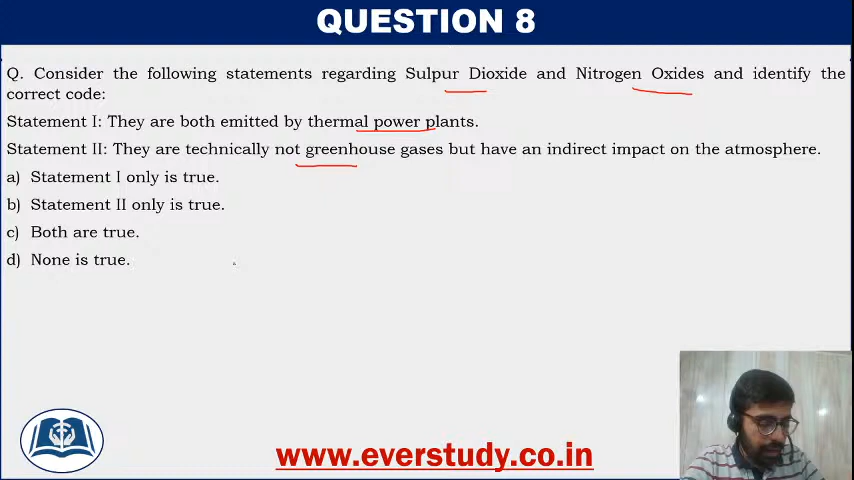 QUESTION 8
Q. Consider the following statements regarding Sulpur Dioxide and Nitrogen Oxides and identify the
correct code:
Statement I: They are both emitted by thermal power plants.
Statement II: They are technically not greenhouse gases but have an indirect impact on the atmosphere.
a) Statement I only is true.
b) Statement II only is true.
c) Both are true.
d) None is true.
www.everstudy.co.in